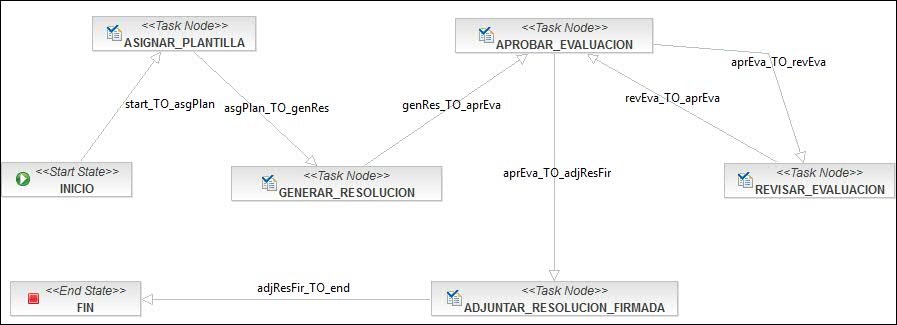 <<Task Node>>
ASIGNAR_PLANTILLA
<<Task Node>>
APROBAR_EVALUACION
aprEva_TO_revEva
start_TO_asgPlan
asgPlan_TO_genRes
genRes_TO_aprEva
revEva_TO_aprEva
<<Start State>>
INICIO
<<Task Node>>
GENERAR_RESOLUCION
aprEva_TO_adjResFir
<<Task Node>>
REVISAR_EVALUACION
<<End State>>
FIN
adjResFir_TO_end
<<Task Node>>
ADJUNTAR_RESOLUCION_FIRMADA